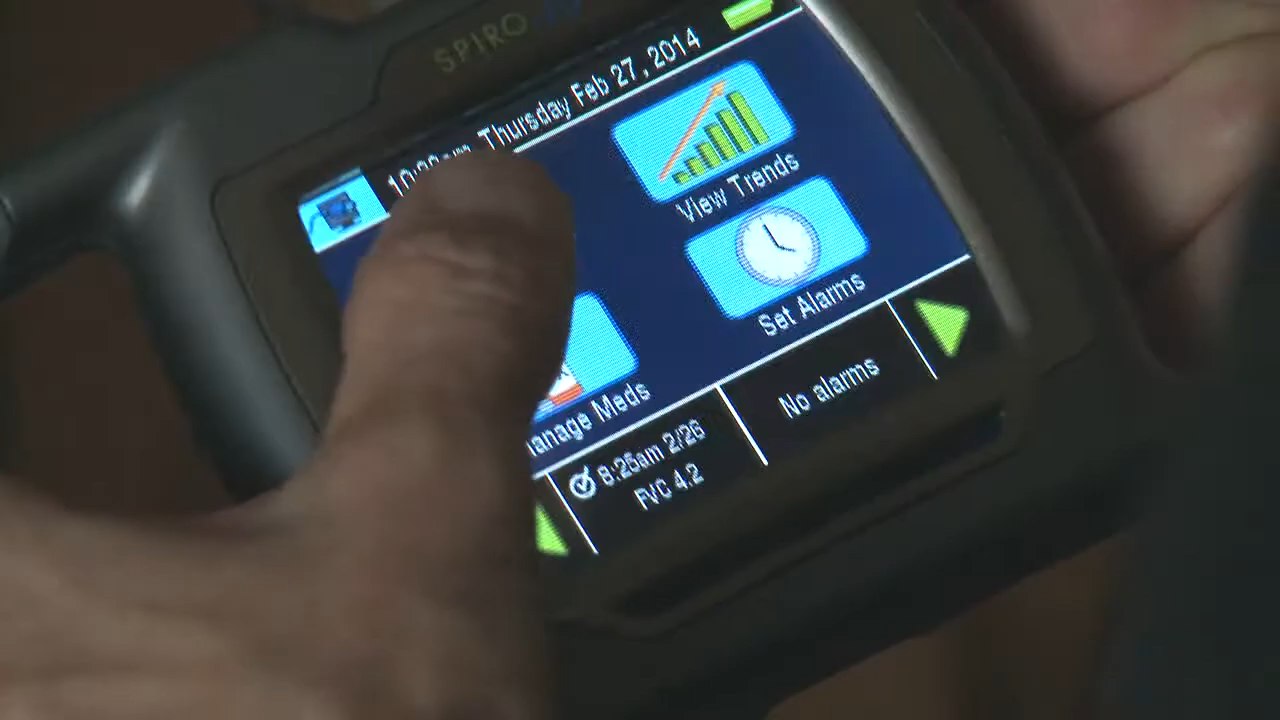 SPIRO
Thursday Feb 27, 2014
View Trends
Set Alarms
anage Meds
8:25am 2/26
FVC 4.2
No alarms